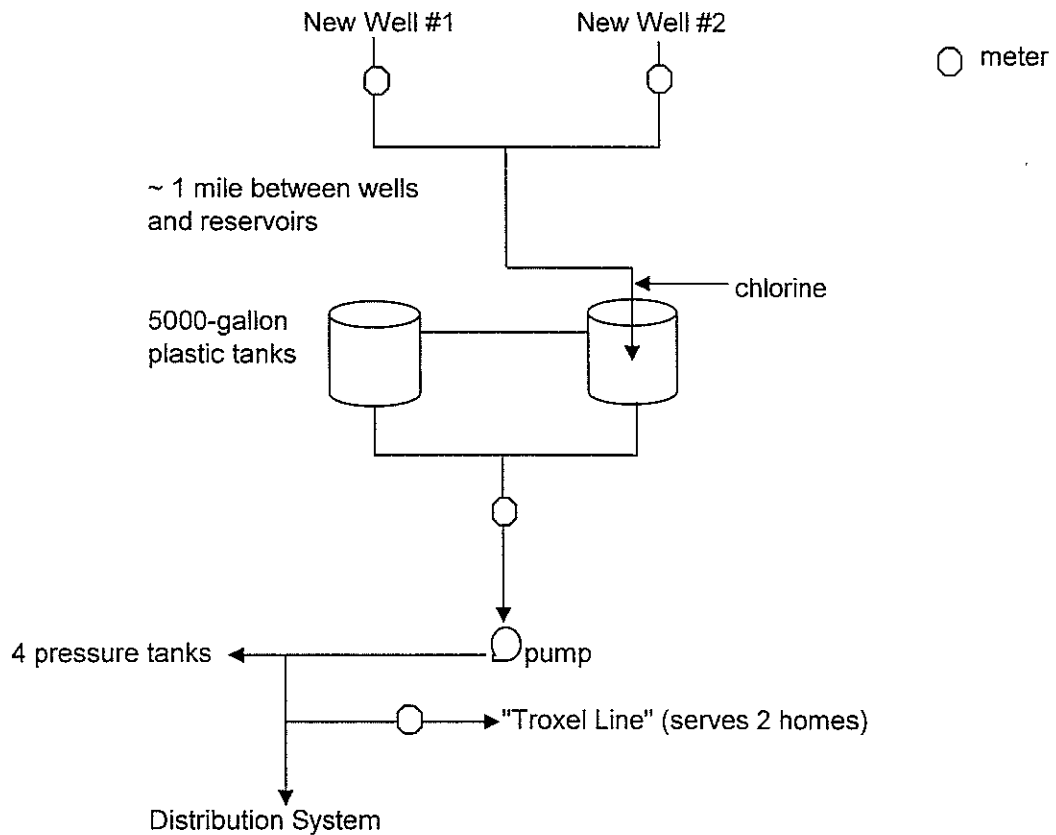 New Well #1
New Well #2
meter
~ 1 mile between wells
and reservoirs
chlorine
5000-gallon
plastic tanks
4 pressure tanks
pump
"Troxel Line" (serves 2 homes)
Distribution System